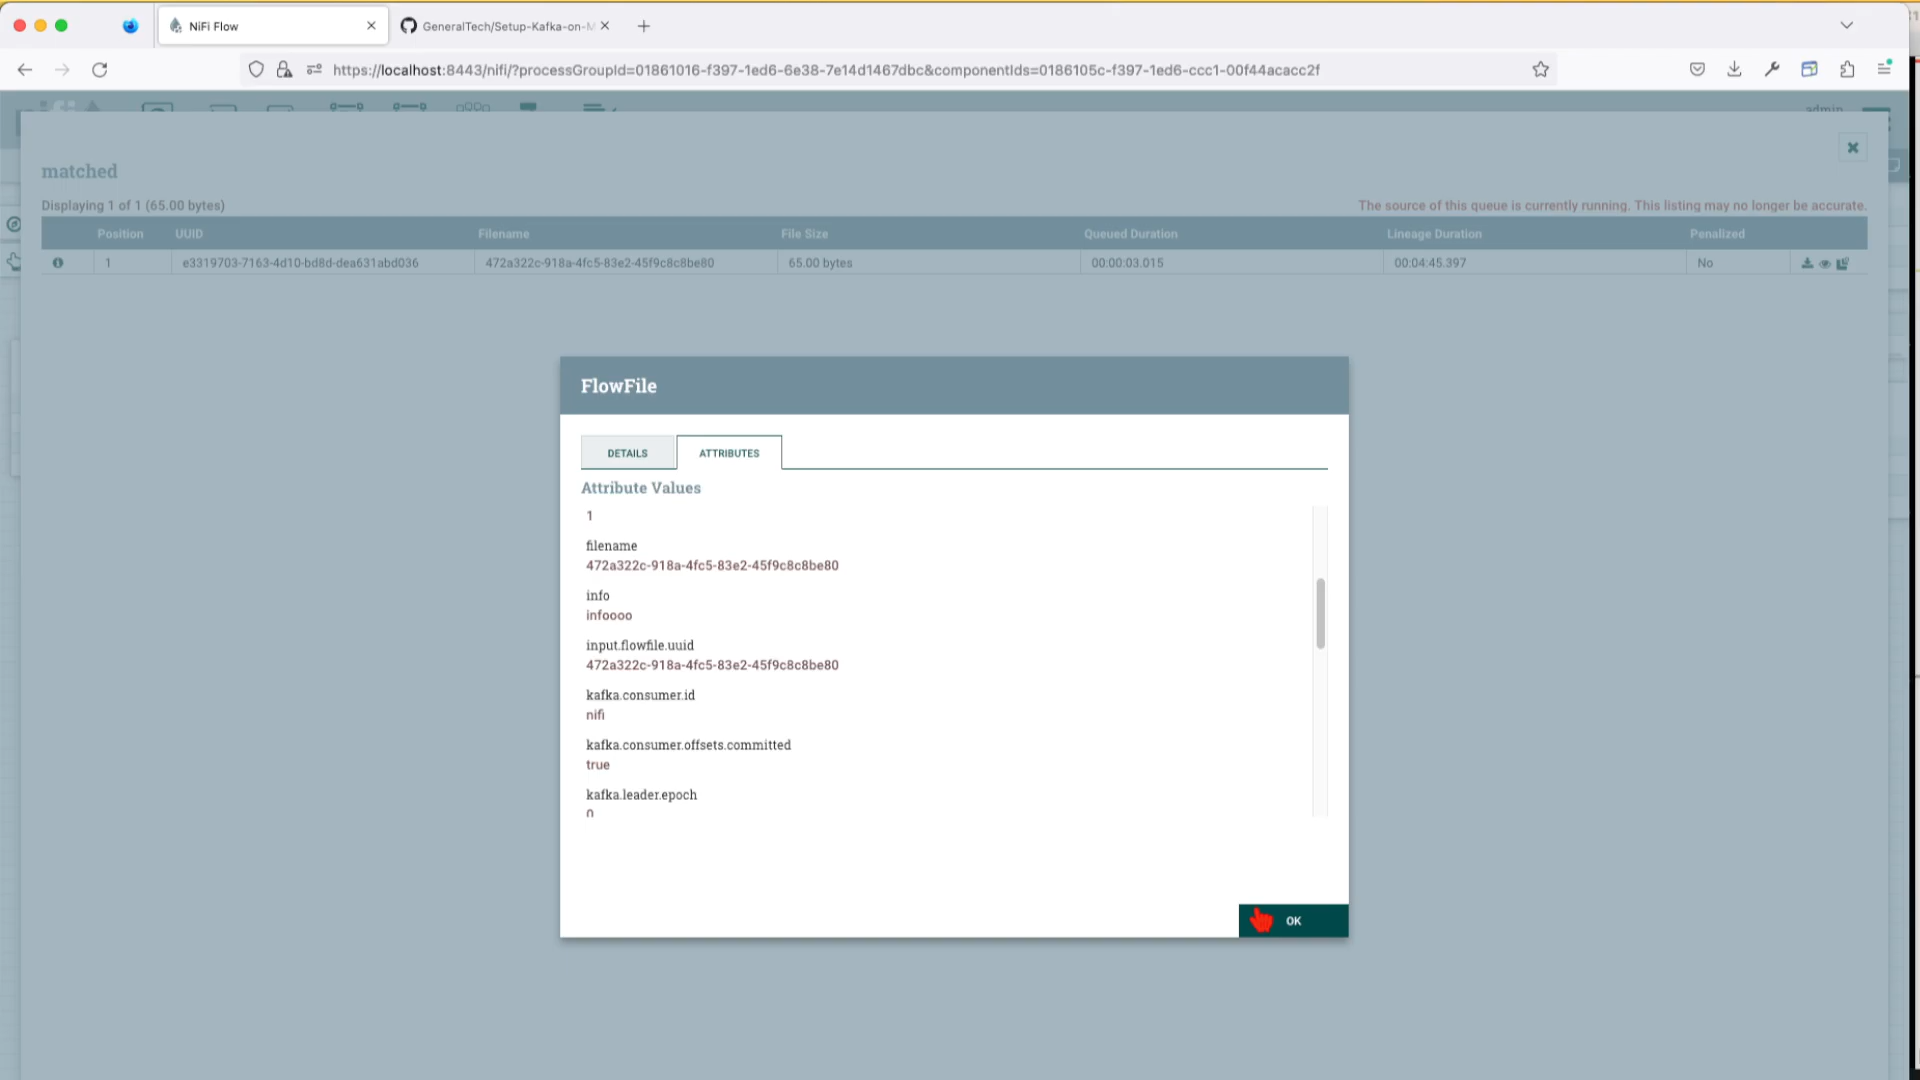 NiFi Flow
GeneralTech/Setup-Kafka-on-M
https://localhost:8443/nifi/?processGroupId=01861016-f397-1ed6-6e38-7e14d1467dbc&componentIds=0186105c-f397-1ed6-ccc1-00f44acacc2f
admin
matched
Displaying 1 of 1 (65.00 bytes)
The source of this queue is currently running. This listing may no longer be accurate.
Position UUID Filename File Size Queued Duration Lineage Duration Penalized
1 e3319703-7163-4d10-bd8d-dea631abd036 472a322c-918a-4fc5-83e2-45f9c8c8be80 65.00 bytes 00:00:03.015 00:04:45.397 No
FlowFile
DETAILS ATTRIBUTES
Attribute Values
1
filename
472a322c-918a-4fc5-83e2-45f9c8c8be80
info
infoooo
input.flowfile.uuid
472a322c-918a-4fc5-83e2-45f9c8c8be80
kafka.consumer.id
nifi
kafka.consumer.offsets.committed
true
kafka.leader.epoch
0
OK